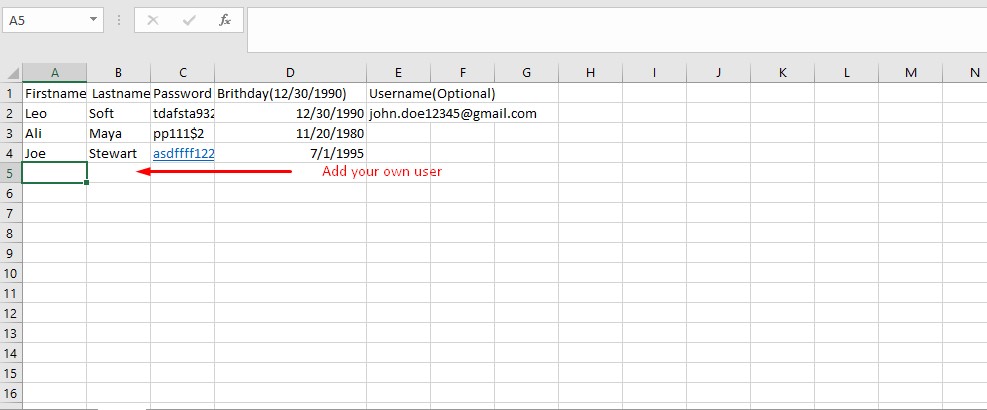 A5 fx
A B C D E F G H I J K L M N
1 Firstname Lastname Password Brithday(12/30/1990) Username(Optional)
2 Leo Soft tdafsta932 12/30/1990 john.doe12345@gmail.com
3 Ali Maya pp111$2 11/20/1980
4 Joe Stewart asdffff122 7/1/1995
5 Add your own user
6
7
8
9
10
11
12
13
14
15
16